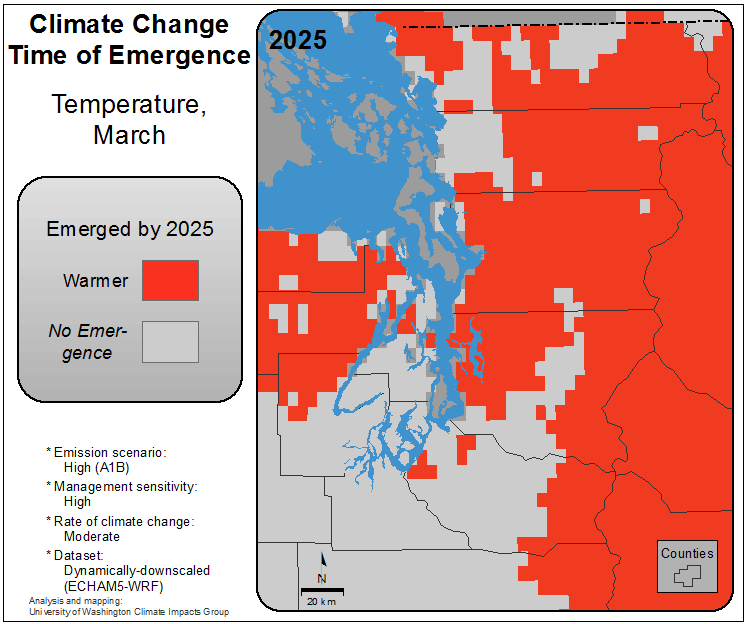 Climate Change
Time of Emergence
Temperature,
March
Emerged by 2025
Warmer
No Emer-
gence
* Emission scenario:
High (A1B)
* Management sensitivity:
High
* Rate of climate change:
Moderate
* Dataset:
Dynamically-downscaled
(ECHAM5-WRF)
Analysis and mapping:
University of Washington Climate Impacts Group
2025
N
20 km
Counties